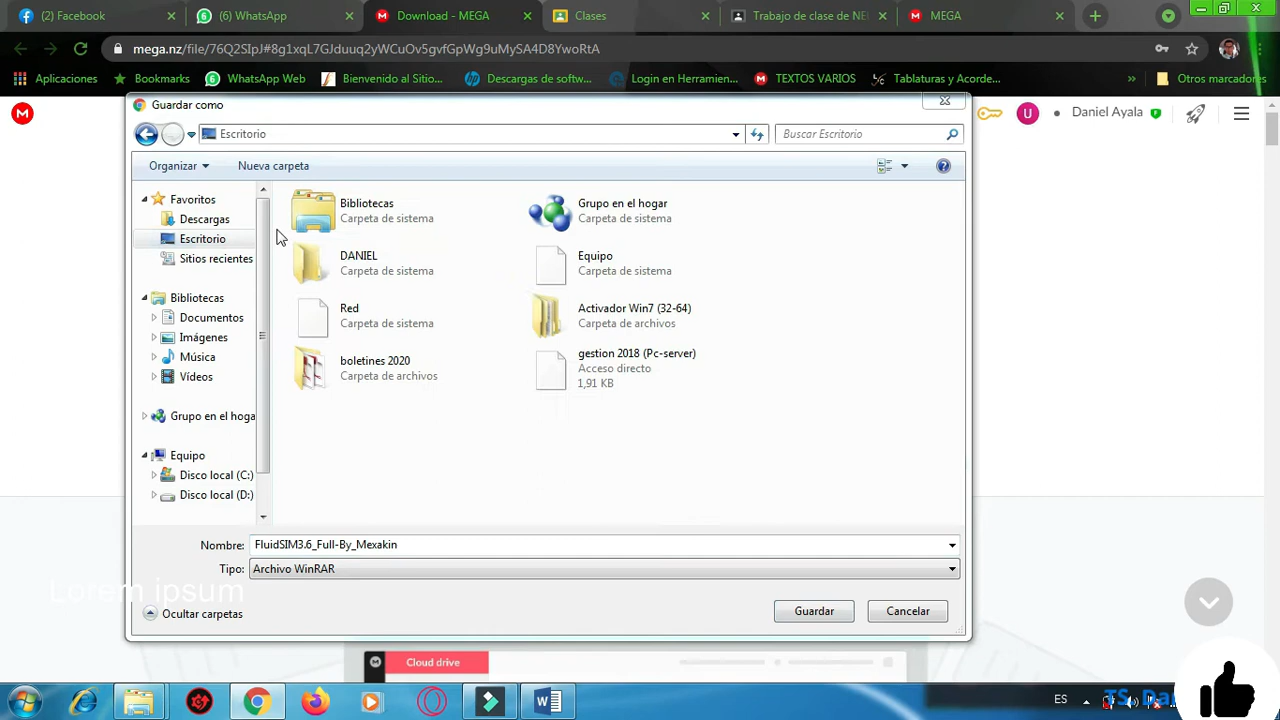 (2) Facebook
(6) WhatsApp
Download - MEGA
Clases
Trabajo de clase de NE
MEGA
mega.nz/file/76Q2SIpJ#8g1xqL7GJduuq2yWCuOv5gvfGpWg9uMySA4D8YwoRtA
Aplicaciones
Bookmarks
WhatsApp Web
Bienvenido al Sitio...
Descargas de softw...
Login en Herramien...
TEXTOS VARIOS
Tablaturas y Acorde...
»
Otros marcadores
Guardar como
Daniel Ayala
U
Escritorio
Buscar Escritorio
Organizar
Nueva carpeta
Favoritos
Descargas
Escritorio
Sitios recientes
Bibliotecas
Documentos
Imágenes
Música
Vídeos
Grupo en el hoga
Equipo
Disco local (C:)
Disco local (D:)
Bibliotecas
Carpeta de sistema
Grupo en el hogar
Carpeta de sistema
DANIEL
Carpeta de sistema
Equipo
Carpeta de sistema
Red
Carpeta de sistema
Activador Win7 (32-64)
Carpeta de archivos
boletines 2020
Carpeta de archivos
gestion 2018 (Pc-server)
Acceso directo
1,91 KB
Nombre: FluidSIM3.6_Full-By_Mexakin
Tipo: Archivo WinRAR
Lorem ipsum
Ocultar carpetas
Guardar
Cancelar
Cloud drive
ES
TS. Da